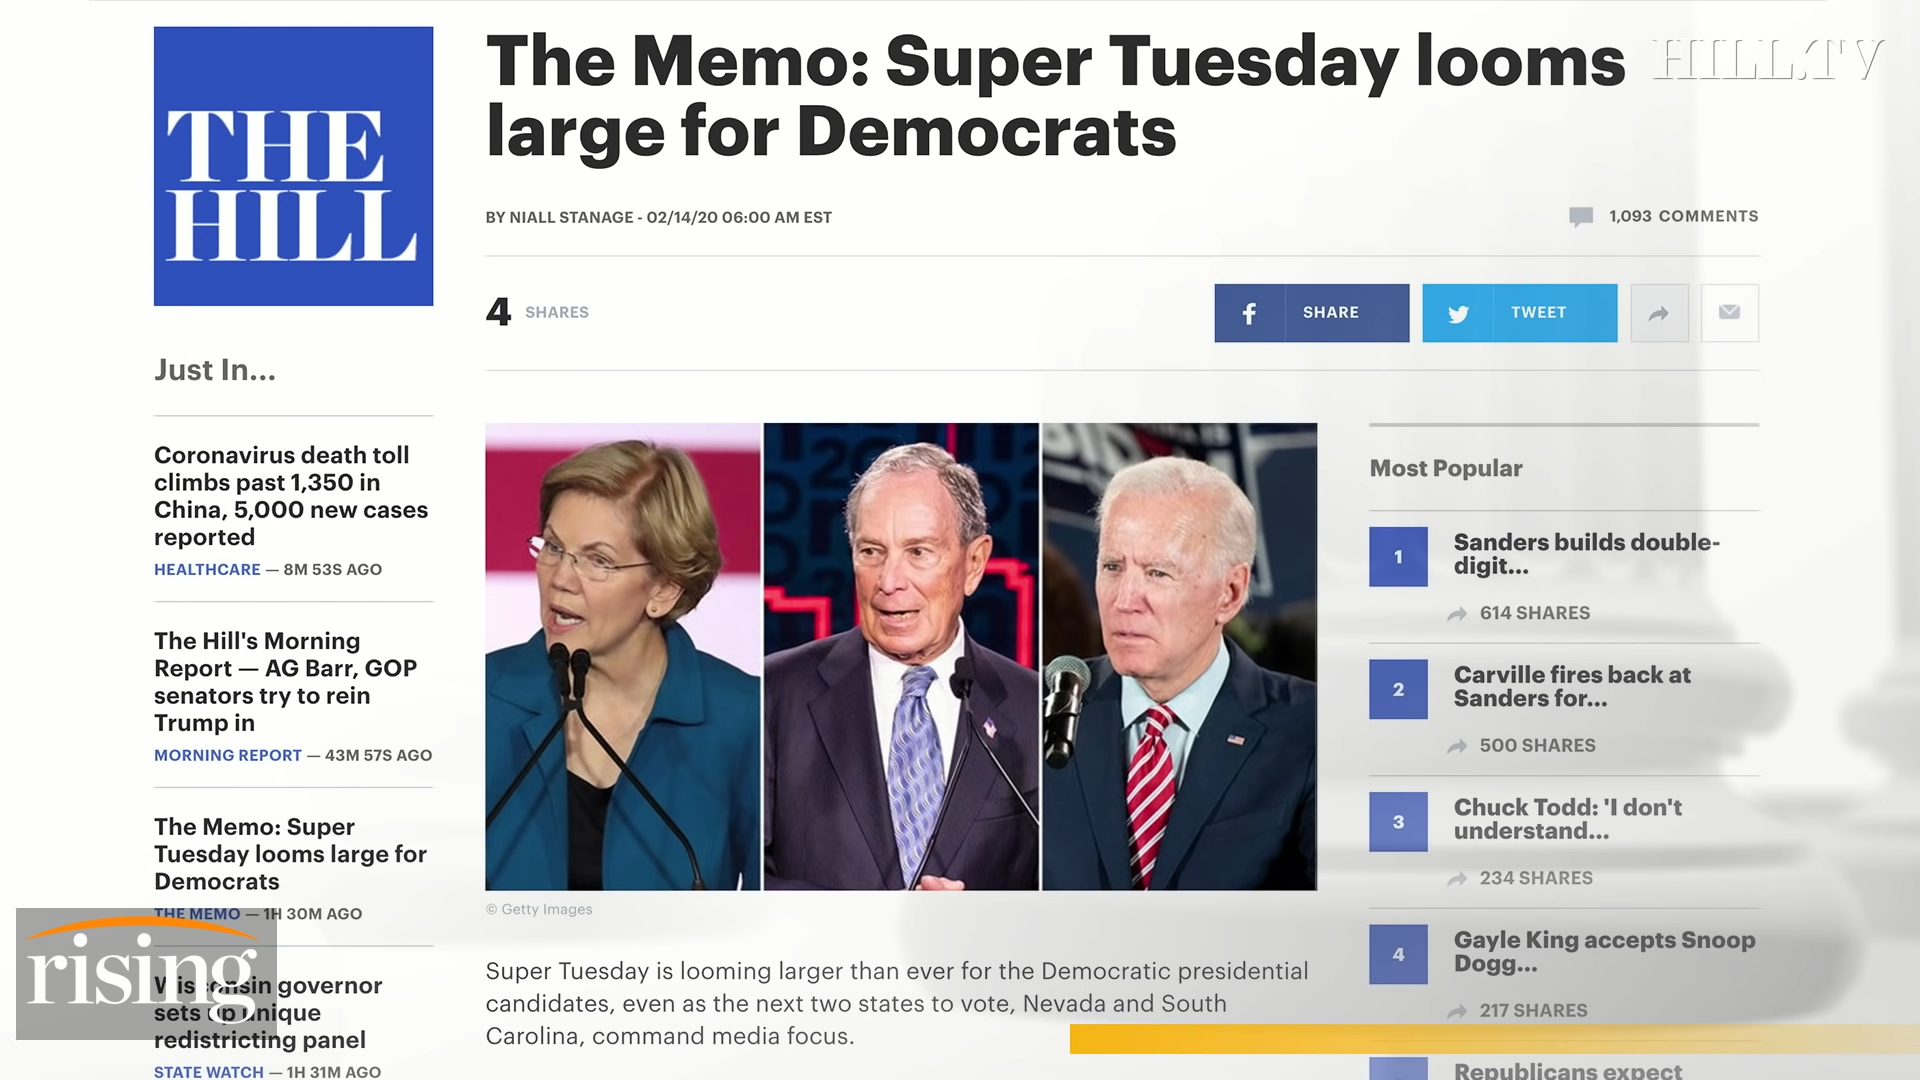 The Memo: Super Tuesday looms
large for Democrats
HILL.TV
THE
HILL
BY NIALL STANAGE - 02/14/20 06:00 AM EST
1,093 COMMENTS
4 SHARES
f SHARE
TWEET
Just In...
Coronavirus death toll
climbs past 1,350 in
China, 5,000 new cases
reported
HEALTHCARE — 8M 53S AGO
The Hill's Morning
Report — AG Barr, GOP
senators try to rein
Trump in
MORNING REPORT — 43M 57S AGO
The Memo: Super
Tuesday looms large for
Democrats
THE MEMO — 1H 30M AGO
Wisconsin governor
sets up unique
redistricting panel
STATE WATCH — 1H 31M AGO
rising
© Getty Images
Super Tuesday is looming larger than ever for the Democratic presidential
candidates, even as the next two states to vote, Nevada and South
Carolina, command media focus.
Most Popular
1
Sanders builds double-
digit...
614 SHARES
2
Carville fires back at
Sanders for...
500 SHARES
3
Chuck Todd: 'I don't
understand...
234 SHARES
4
Gayle King accepts Snoop
Dogg...
217 SHARES
Republicans expect